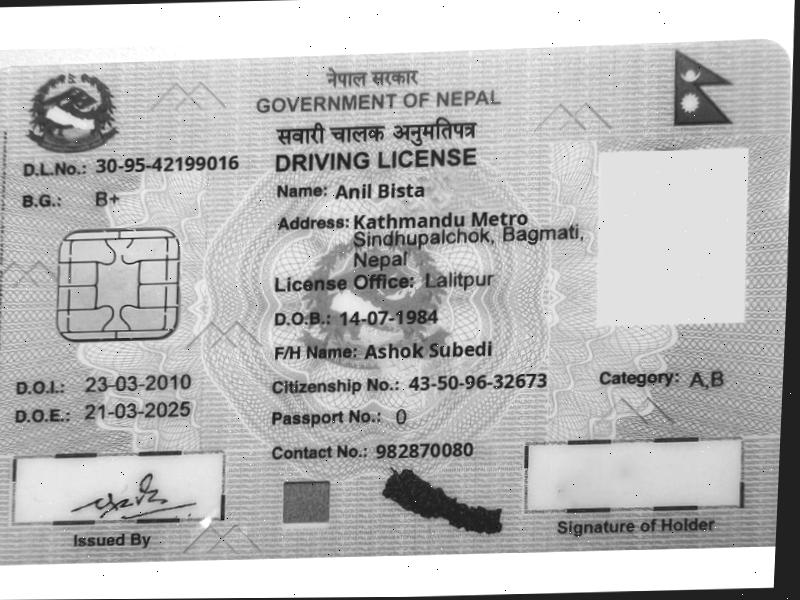 नेपाल सरकार
GOVERNMENT OF NEPAL
सवारी चालक अनुमतिपत्र
DRIVING LICENSE
D.L.No.: 30-95-42199016
B.G.: B+
Name: Anil Bista
Address: Kathmandu Metro
Sindhupalchok, Bagmati,
Nepal
License Office: Lalitpur
D.O.B.: 14-07-1984
F/H Name: Ashok Subedi
D.O.I.: 23-03-2010
Citizenship No.: 43-50-96-32673
Category: A,B
D.O.E.: 21-03-2025
Passport No.: 0
Contact No.: 982870080
Issued By
Signature of Holder